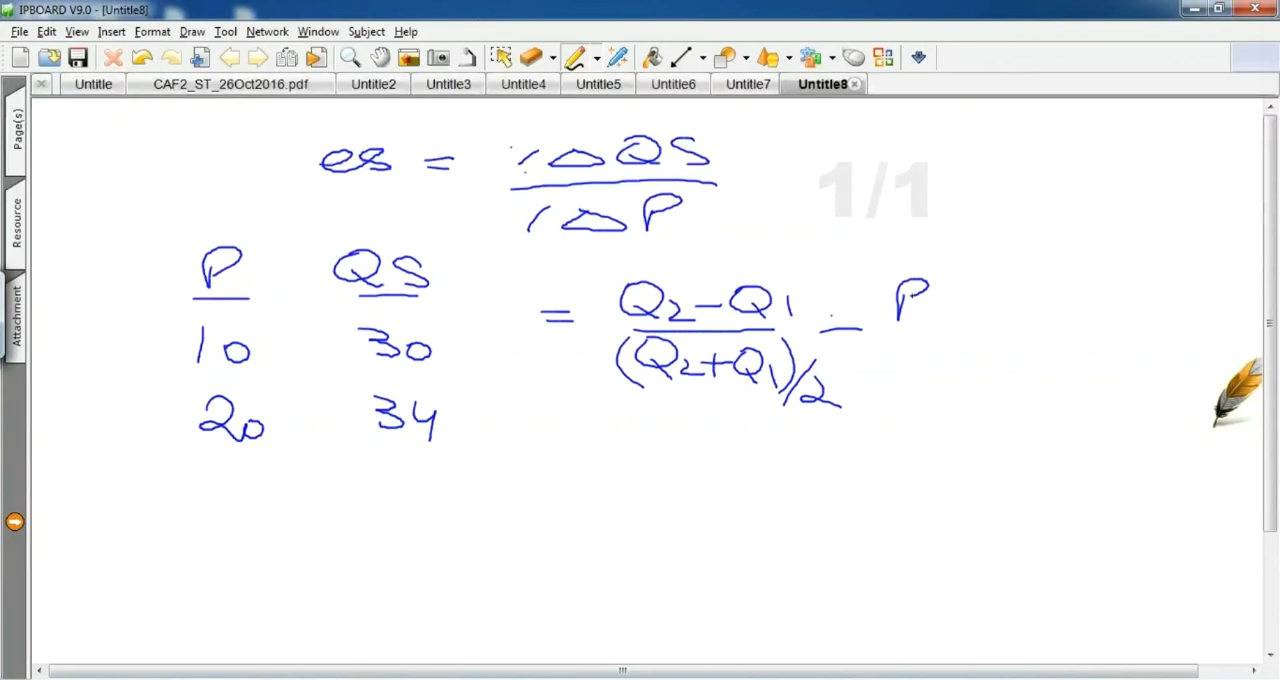 IPBOARD V9.0 - [Untitle8]
File Edit View Insert Format Draw Tool Network Window Subject Help
Untitle CAF2_ST_26Oct2016.pdf Untitle2 Untitle3 Untitle4 Untitle5 Untitle6 Untitle7 Untitle8
Page(s)
Resource
Attachment
1/1
es = %△QS
%△P
P QS
10 30
20 34
= Q2-Q1 ÷ P
(Q2+Q1)/2